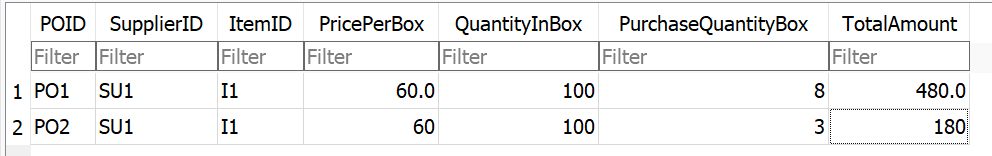 POID SupplierID ItemID PricePerBox QuantityInBox PurchaseQuantityBox TotalAmount
Filter Filter Filter Filter Filter Filter Filter
1 PO1 SU1 I1 60.0 100 8 480.0
2 PO2 SU1 I1 60 100 3 180